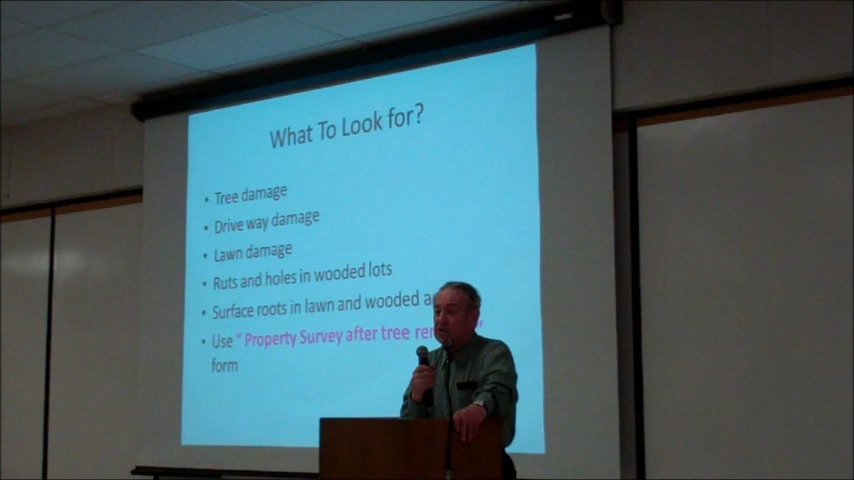 What To Look for?
• Tree damage
• Drive way damage
• Lawn damage
• Ruts and holes in wooded lots
• Surface roots in lawn and wooded
• Use " Property Survey after tree "
form